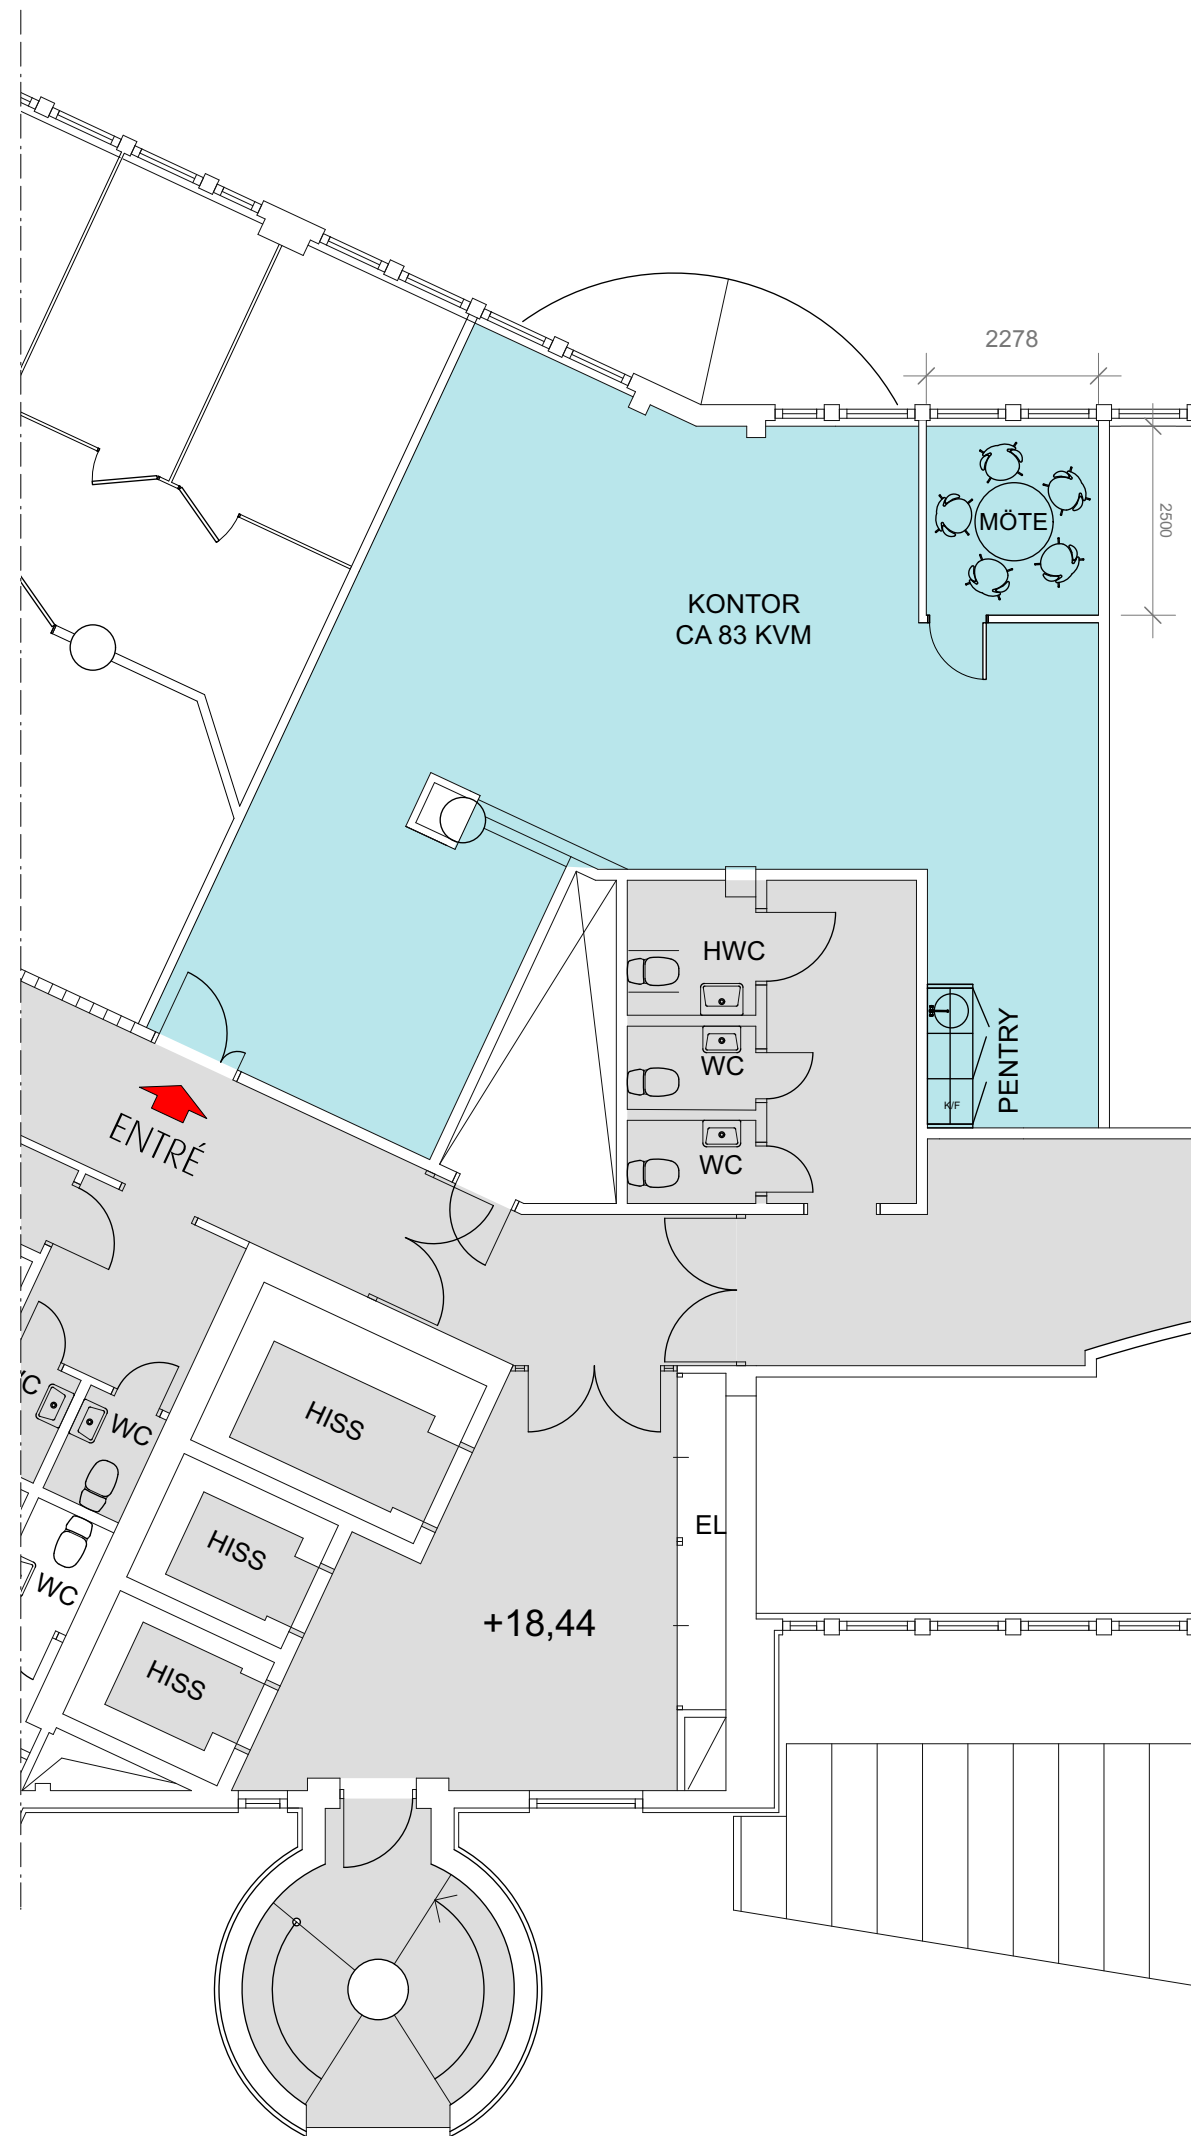 2278
2500
MÖTE
KONTOR
CA 83 KVM
HWC
WC
WC
PENTRY
K/F
ENTRÉ
WC
WC
HISS
HISS
HISS
EL
+18,44